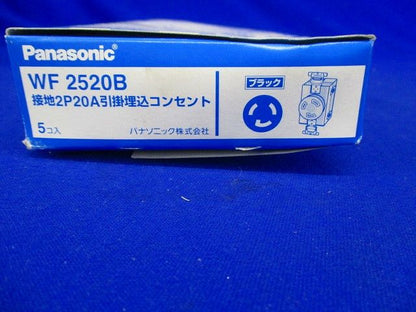 Panasonic®
WF 2520B
接地2P20A引掛埋込コンセント
5コ入
パナソニック株式会社
ブラック